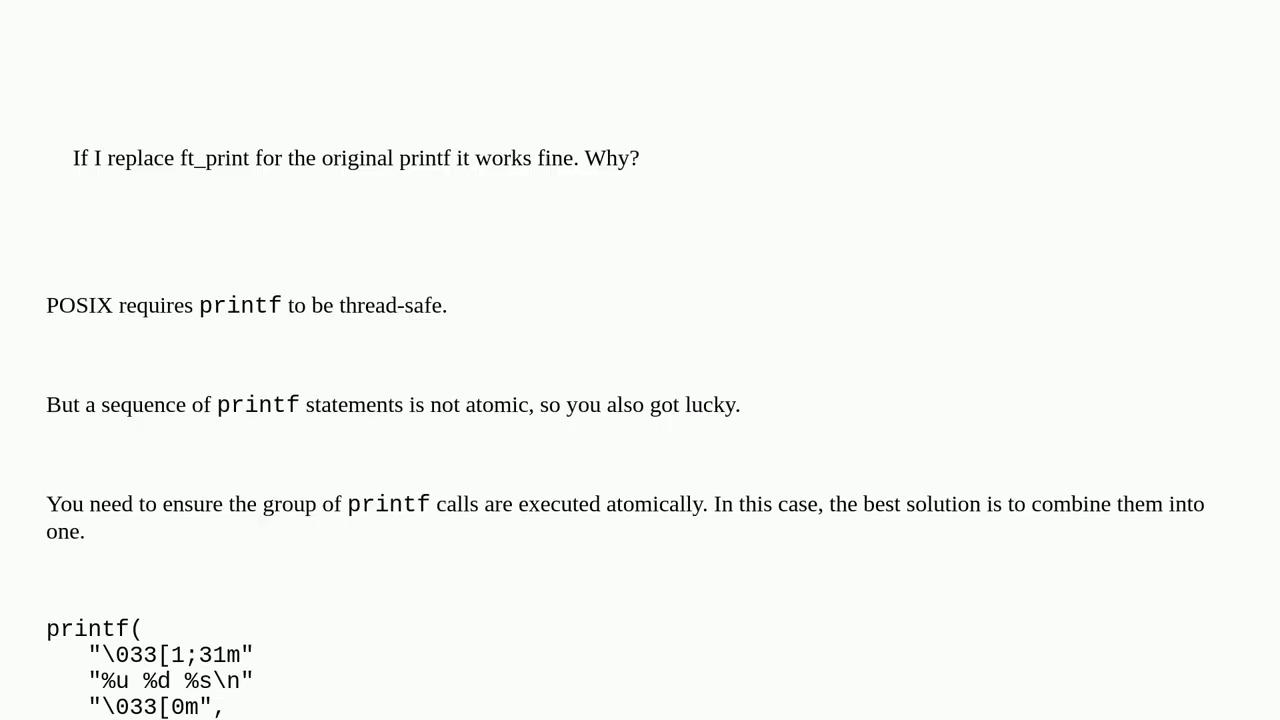 If I replace ft_print for the original printf it works fine. Why?
POSIX requires printf to be thread-safe.
But a sequence of printf statements is not atomic, so you also got lucky.
You need to ensure the group of printf calls are executed atomically. In this case, the best solution is to combine them into
one.
printf(
"\033[1;31m"
"%u %d %s\n"
"\033[0m",